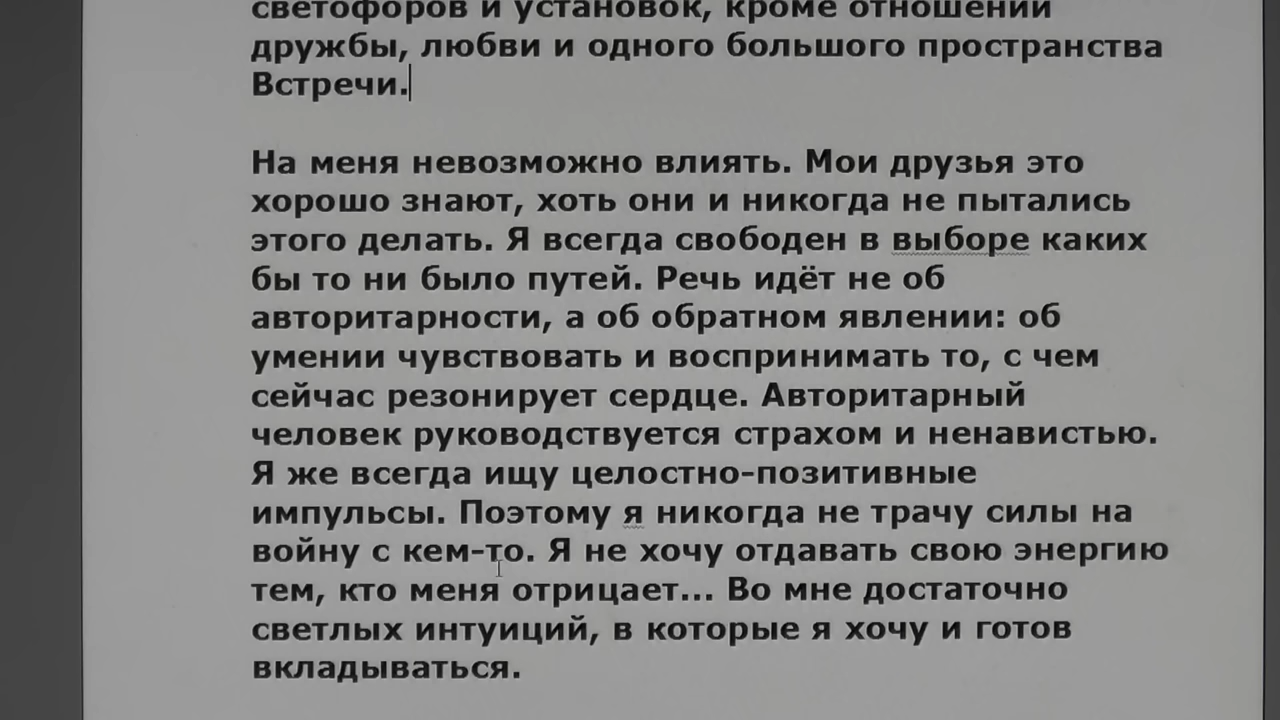 светофоров и установок, кроме отношений
дружбы, любви и одного большого пространства
Встречи.
На меня невозможно влиять. Мои друзья это
хорошо знают, хоть они и никогда не пытались
этого делать. Я всегда свободен в выборе каких
бы то ни было путей. Речь идёт не об
авторитарности, а об обратном явлении: об
умении чувствовать и воспринимать то, с чем
сейчас резонирует сердце. Авторитарный
человек руководствуется страхом и ненавистью.
Я же всегда ищу целостно-позитивные
импульсы. Поэтому я никогда не трачу силы на
войну с кем-то. Я не хочу отдавать свою энергию
тем, кто меня отрицает... Во мне достаточно
светлых интуиций, в которые я хочу и готов
вкладываться.